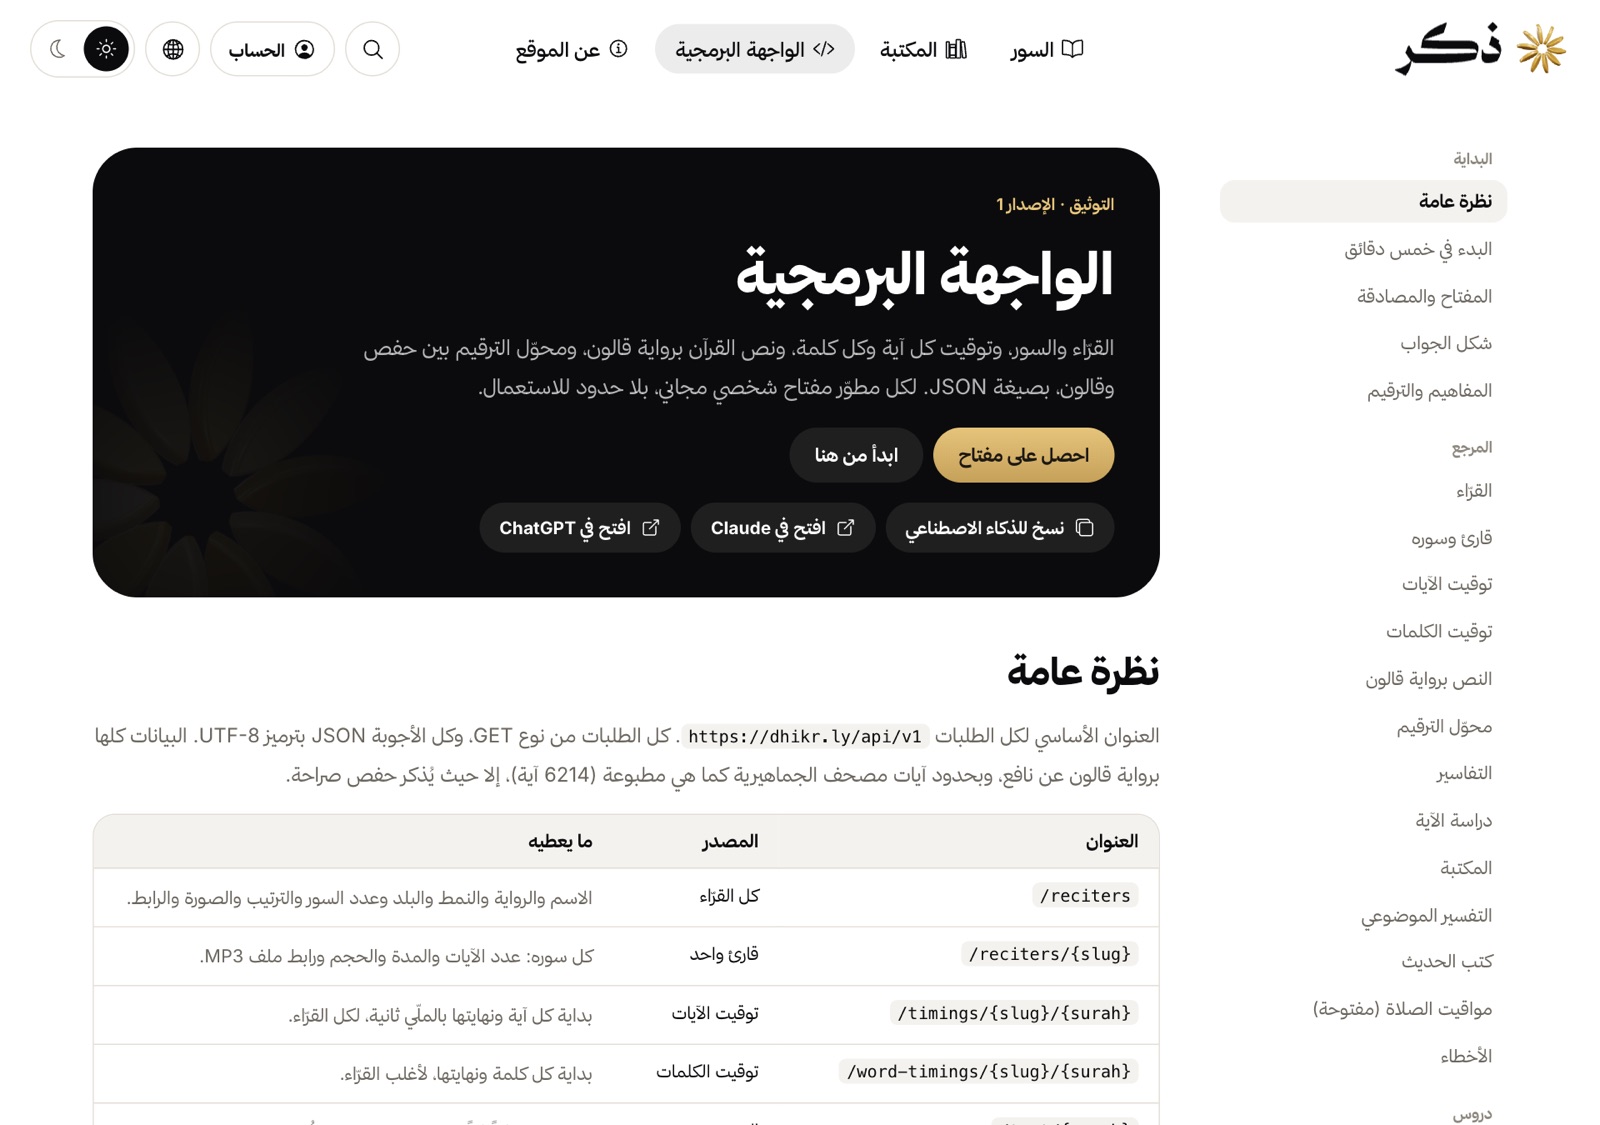 ذكر
السور
المكتبة
الواجهة البرمجية
عن الموقع
الحساب
البداية
نظرة عامة
البدء في خمس دقائق
المفتاح والمصادقة
شكل الجواب
المفاهيم والترقيم
المرجع
القرّاء
قارئ وسوره
توقيت الآيات
توقيت الكلمات
النص برواية قالون
محوّل الترقيم
التفاسير
دراسة الآية
المكتبة
التفسير الموضوعي
كتب الحديث
مواقيت الصلاة (مفتوحة)
الأخطاء
دروس
التوثيق · الإصدار 1
الواجهة البرمجية
القرّاء والسور، وتوقيت كل آية وكل كلمة، ونص القرآن برواية قالون، ومحوّل الترقيم بين حفص
وقالون، بصيغة JSON. لكل مطوّر مفتاح شخصي مجاني، بلا حدود للاستعمال.
احصل على مفتاح
ابدأ من هنا
نسخ للذكاء الاصطناعي
افتح في Claude
افتح في ChatGPT
نظرة عامة
العنوان الأساسي لكل الطلبات https://dhikr.ly/api/v1. كل الطلبات من نوع GET، وكل الأجوبة JSON بترميز UTF-8. البيانات كلها
برواية قالون عن نافع، وبحدود آيات مصحف الجماهيرية كما هي مطبوعة (6214 آية)، إلا حيث يُذكر حفص صراحة.
العنوان المصدر ما يعطيه
/reciters كل القرّاء الاسم والرواية والنمط والبلد وعدد السور والترتيب والصورة والرابط.
/reciters/{slug} قارئ واحد كل سوره: عدد الآيات والمدة والحجم ورابط ملف MP3.
/timings/{slug}/{surah} توقيت الآيات بداية كل آية ونهايتها بالملّي ثانية، لكل القرّاء.
/word-timings/{slug}/{surah} توقيت الكلمات بداية كل كلمة ونهايتها، لأغلب القرّاء.